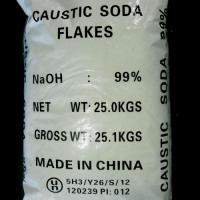 CAUSTIC SODA
FLAKES
NaOH : 99%
NET WT: 25.0KGS
GROSS WT: 25.1KGS
MADE IN CHINA
5H3/Y26/S/12
120239 PI: 012
CAUSTIC SODA
99%